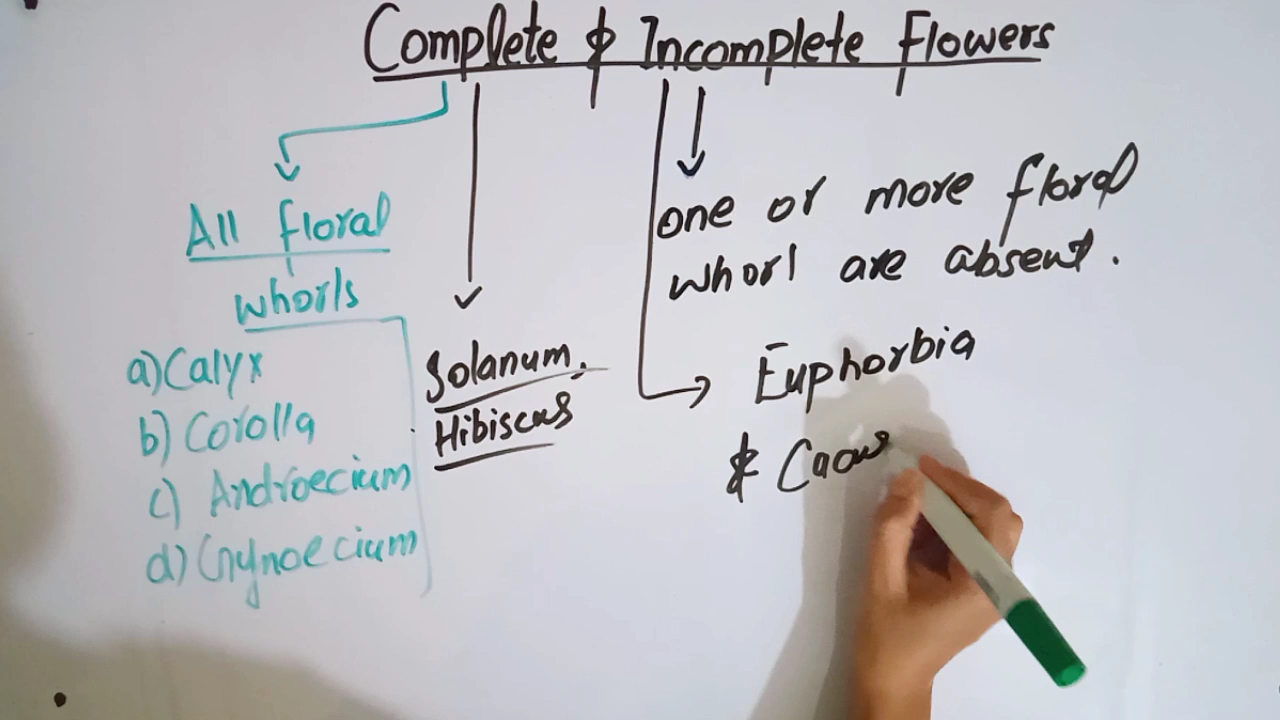 Complete & Incomplete Flowers
All floral
whorls
a) Calyx
b) Corolla
c) Androecium
d) Gynoecium
Solanum,
Hibiscus
one or more floral
whorl are absent.
Euphorbia
&